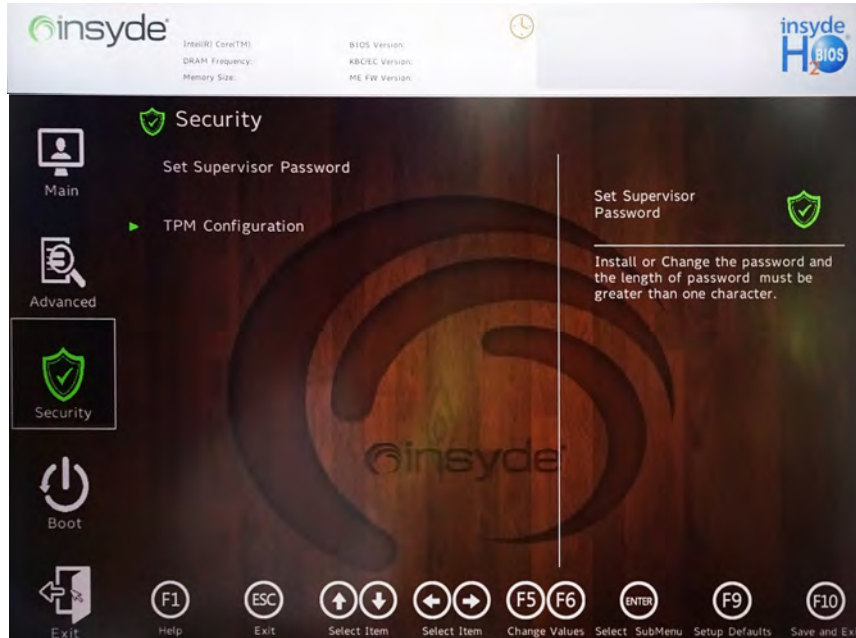 insyde
Intel(R) Core(TM)
DRAM Frequency:
Memory Size:
BIOS Version:
KBC/EC Version:
ME FW Version:
insyde
H2 BIOS
Security
Main
Set Supervisor Password
TPM Configuration
Set Supervisor
Password
Install or Change the password and
the length of password must be
greater than one character.
Advanced
Security
insyde
Boot
F1
ESC
F5 F6
ENTER
F9
F10
Exit
Help
Exit
Select Item
Select Item
Change Values
Select SubMenu
Setup Defaults
Save and Ex